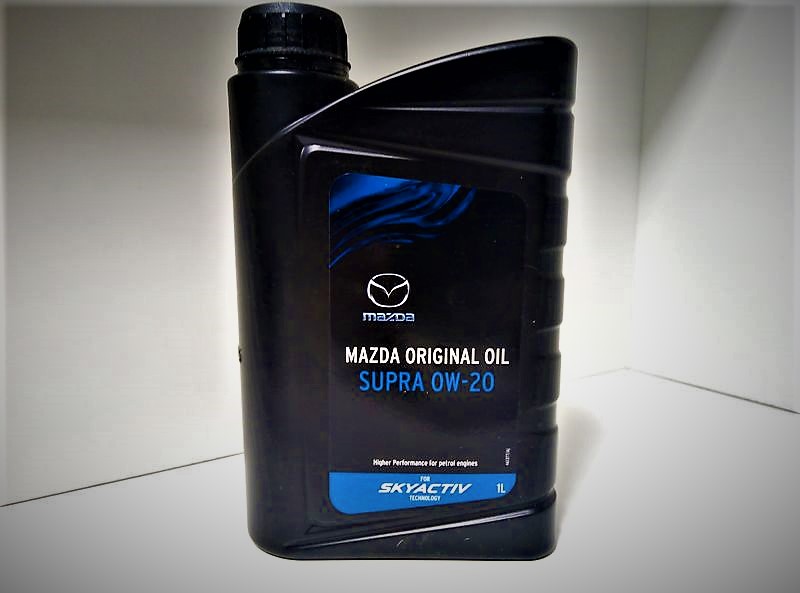 mazda
MAZDA ORIGINAL OIL
SUPRA 0W-20
Higher Performance for petrol engines
FOR
SKYACTIV
TECHNOLOGY
1L